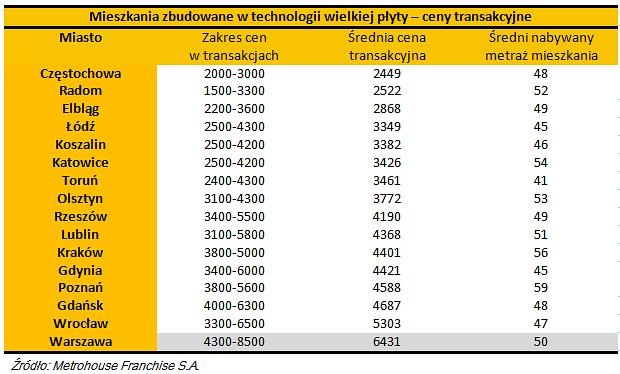 Mieszkania zbudowane w technologii wielkiej płyty – ceny transakcyjne
Miasto Zakres cen w transakcjach Średnia cena transakcyjna Średni nabywany metraż mieszkania
Częstochowa 2000-3000 2449 48
Radom 1500-3300 2522 52
Elbląg 2200-3600 2868 49
Łódź 2500-4300 3349 45
Koszalin 2500-4200 3382 46
Katowice 2500-4200 3426 54
Toruń 2400-4300 3461 41
Olsztyn 3100-4300 3772 53
Rzeszów 3400-5500 4190 49
Lublin 3100-5800 4368 51
Kraków 3800-5000 4401 56
Gdynia 3400-6000 4421 45
Poznań 3800-5600 4588 59
Gdańsk 4000-6300 4687 48
Wrocław 3300-6500 5303 47
Warszawa 4300-8500 6431 50
Źródło: Metrohouse Franchise S.A.